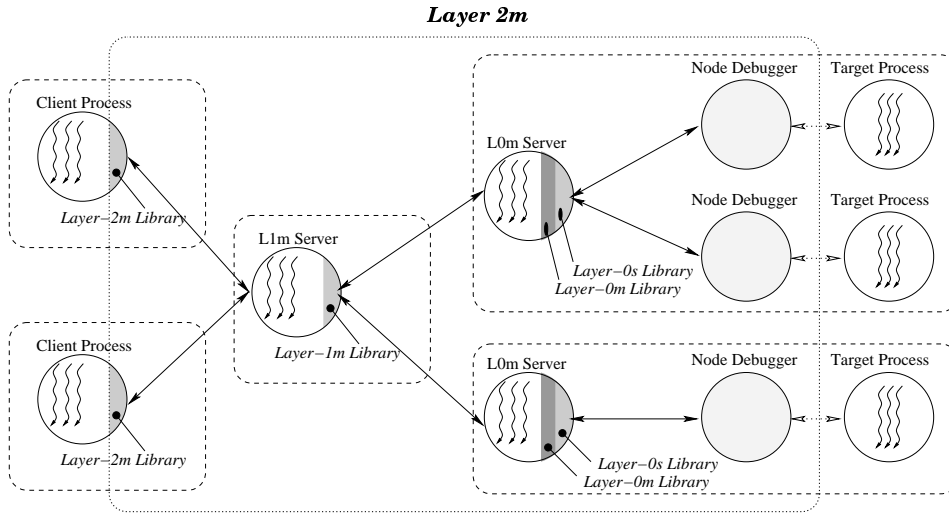 Layer 2m
Client Process
Layer−2m Library
Client Process
Layer−2m Library
L1m Server
Layer−1m Library
L0m Server
Layer−0s Library
Layer−0m Library
Node Debugger
Target Process
Node Debugger
Target Process
L0m Server
Layer−0s Library
Layer−0m Library
Node Debugger
Target Process